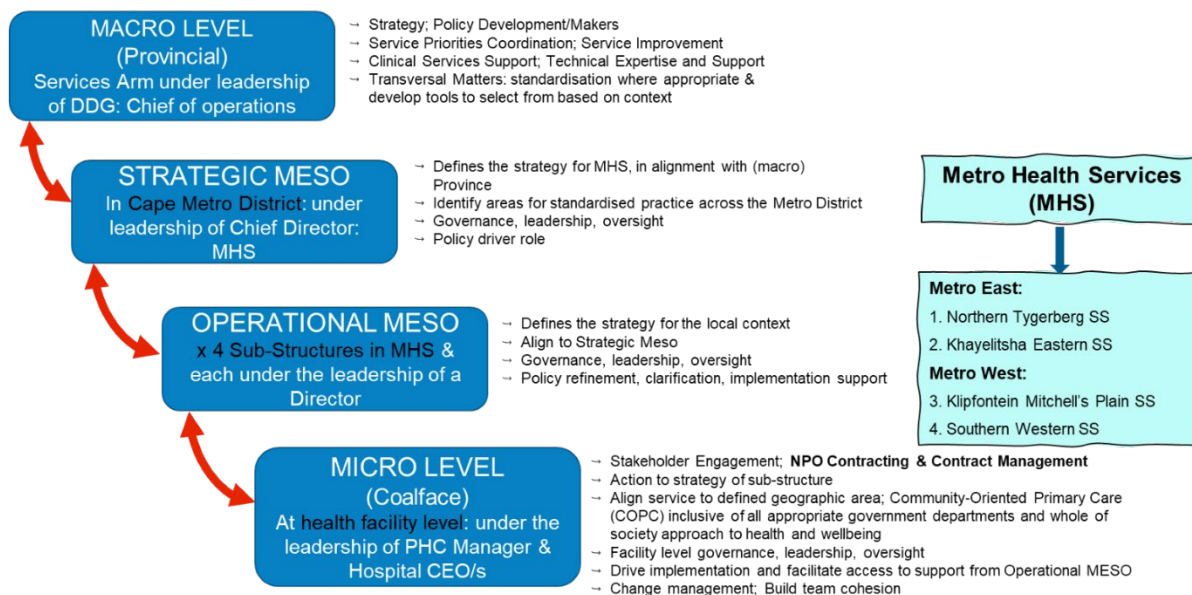 MACRO LEVEL
(Provincial)
Services Arm under leadership
of DDG: Chief of operations
→ Strategy; Policy Development/Makers
→ Service Priorities Coordination; Service Improvement
→ Clinical Services Support; Technical Expertise and Support
→ Transversal Matters: standardisation where appropriate &
develop tools to select from based on context
STRATEGIC MESO
In Cape Metro District: under
leadership of Chief Director:
MHS
→ Defines the strategy for MHS, in alignment with (macro)
Province
→ Identify areas for standardised practice across the Metro District
→ Governance, leadership, oversight
→ Policy driver role
Metro Health Services
(MHS)
Metro East:
1. Northern Tygerberg SS
2. Khayelitsha Eastern SS
Metro West:
3. Klipfontein Mitchell's Plain SS
4. Southern Western SS
OPERATIONAL MESO
x 4 Sub-Structures in MHS &
each under the leadership of a
Director
→ Defines the strategy for the local context
→ Align to Strategic Meso
→ Governance, leadership, oversight
→ Policy refinement, clarification, implementation support
MICRO LEVEL
(Coalface)
At health facility level: under the
leadership of PHC Manager &
Hospital CEO/s
→ Stakeholder Engagement; NPO Contracting & Contract Management
→ Action to strategy of sub-structure
→ Align service to defined geographic area; Community-Oriented Primary Care
(COPC) inclusive of all appropriate government departments and whole of
society approach to health and wellbeing
→ Facility level governance, leadership, oversight
→ Drive implementation and facilitate access to support from Operational MESO
→ Change management; Build team cohesion